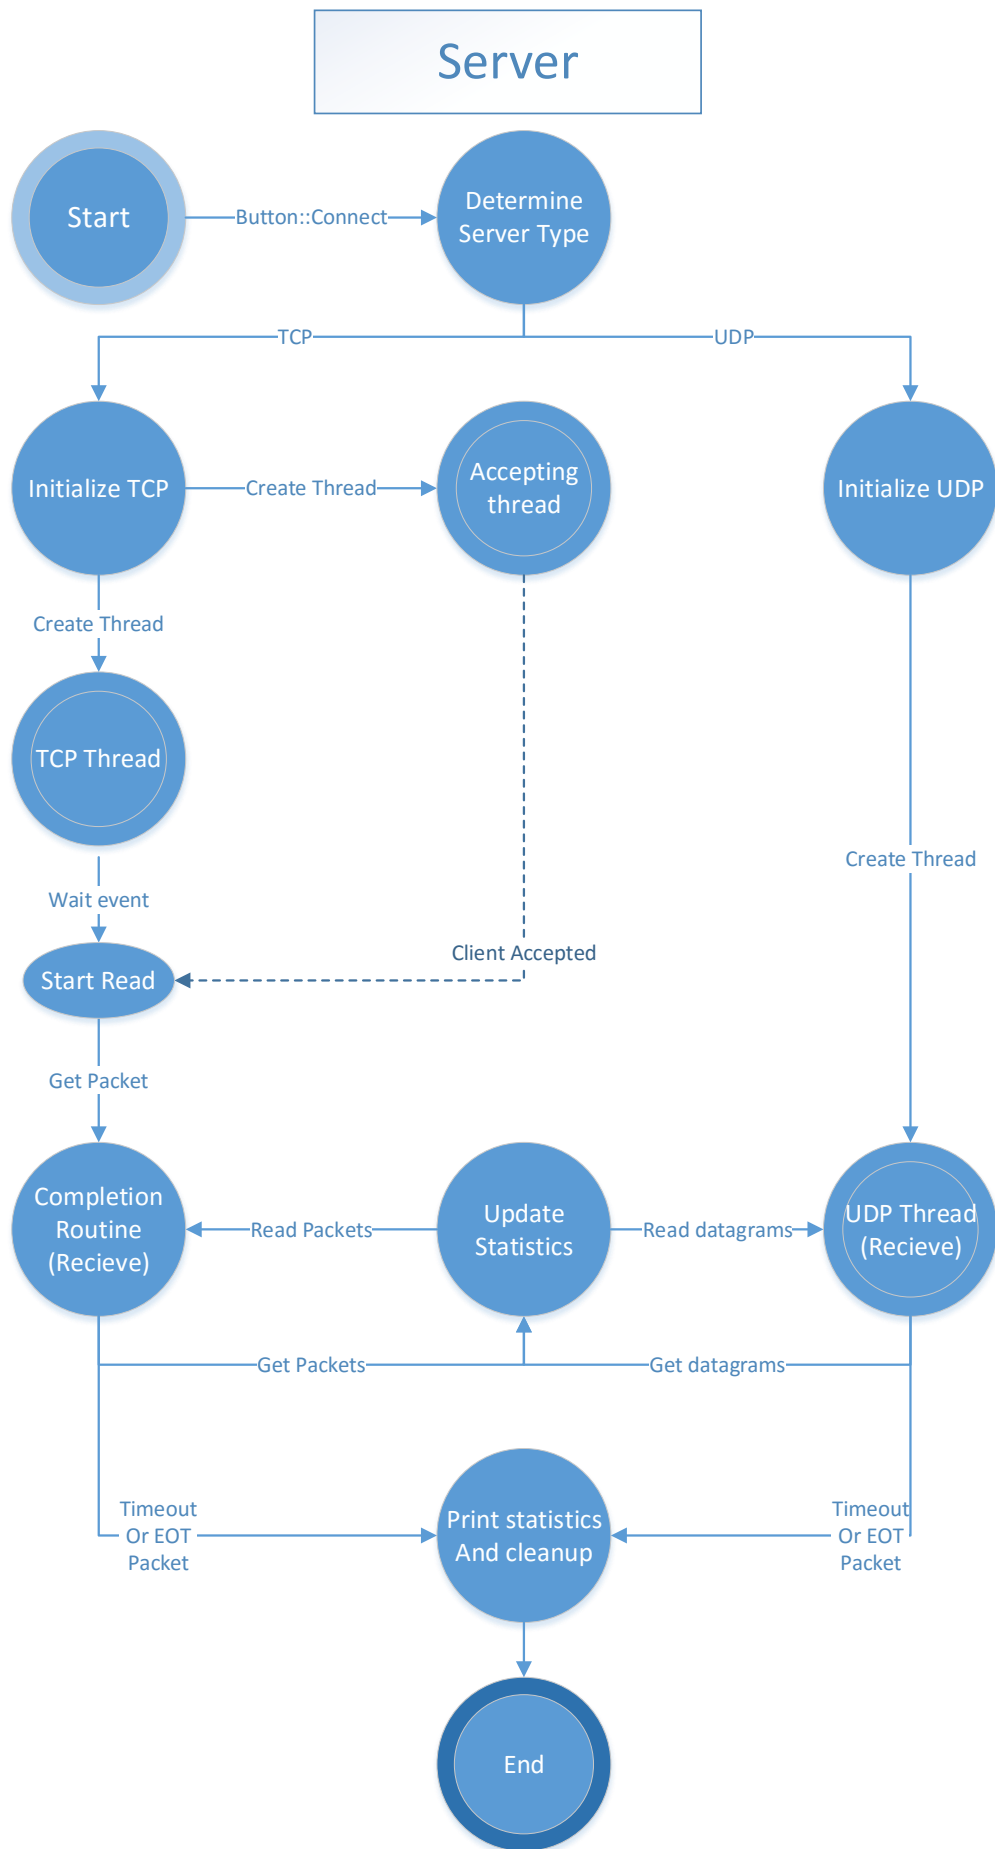 Server
Start
Button::Connect
Determine
Server Type
TCP
UDP
Initialize TCP
Create Thread
Accepting
thread
Initialize UDP
Create Thread
TCP Thread
Create Thread
Wait event
Client Accepted
Start Read
Get Packet
Completion
Routine
(Recieve)
Read Packets
Update
Statistics
Read datagrams
UDP Thread
(Recieve)
Get Packets
Get datagrams
Timeout
Or EOT
Packet
Print statistics
And cleanup
Timeout
Or EOT
Packet
End